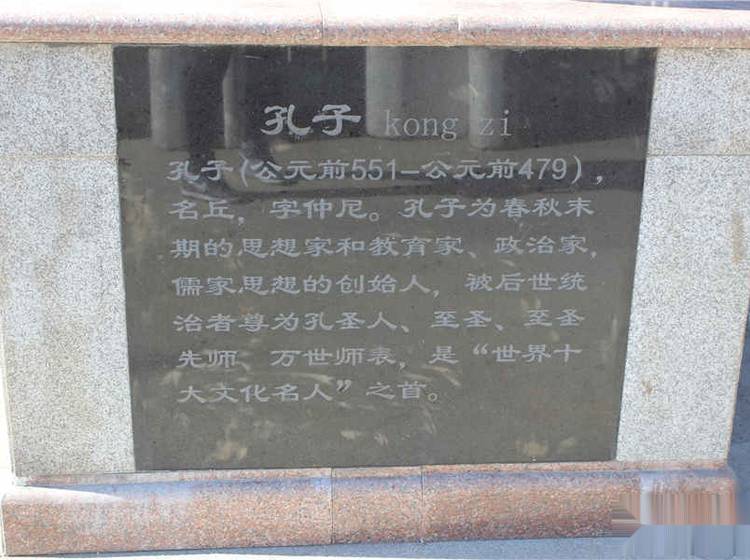 孔子 kong zi
孔子(公元前551-公元前479),
名丘，字仲尼。孔子为春秋末
期的思想家和教育家、政治家，
儒家思想的创始人，被后世统
治者尊为孔圣人、至圣、至圣
先师、万世师表，是“世界十
大文化名人”之首。